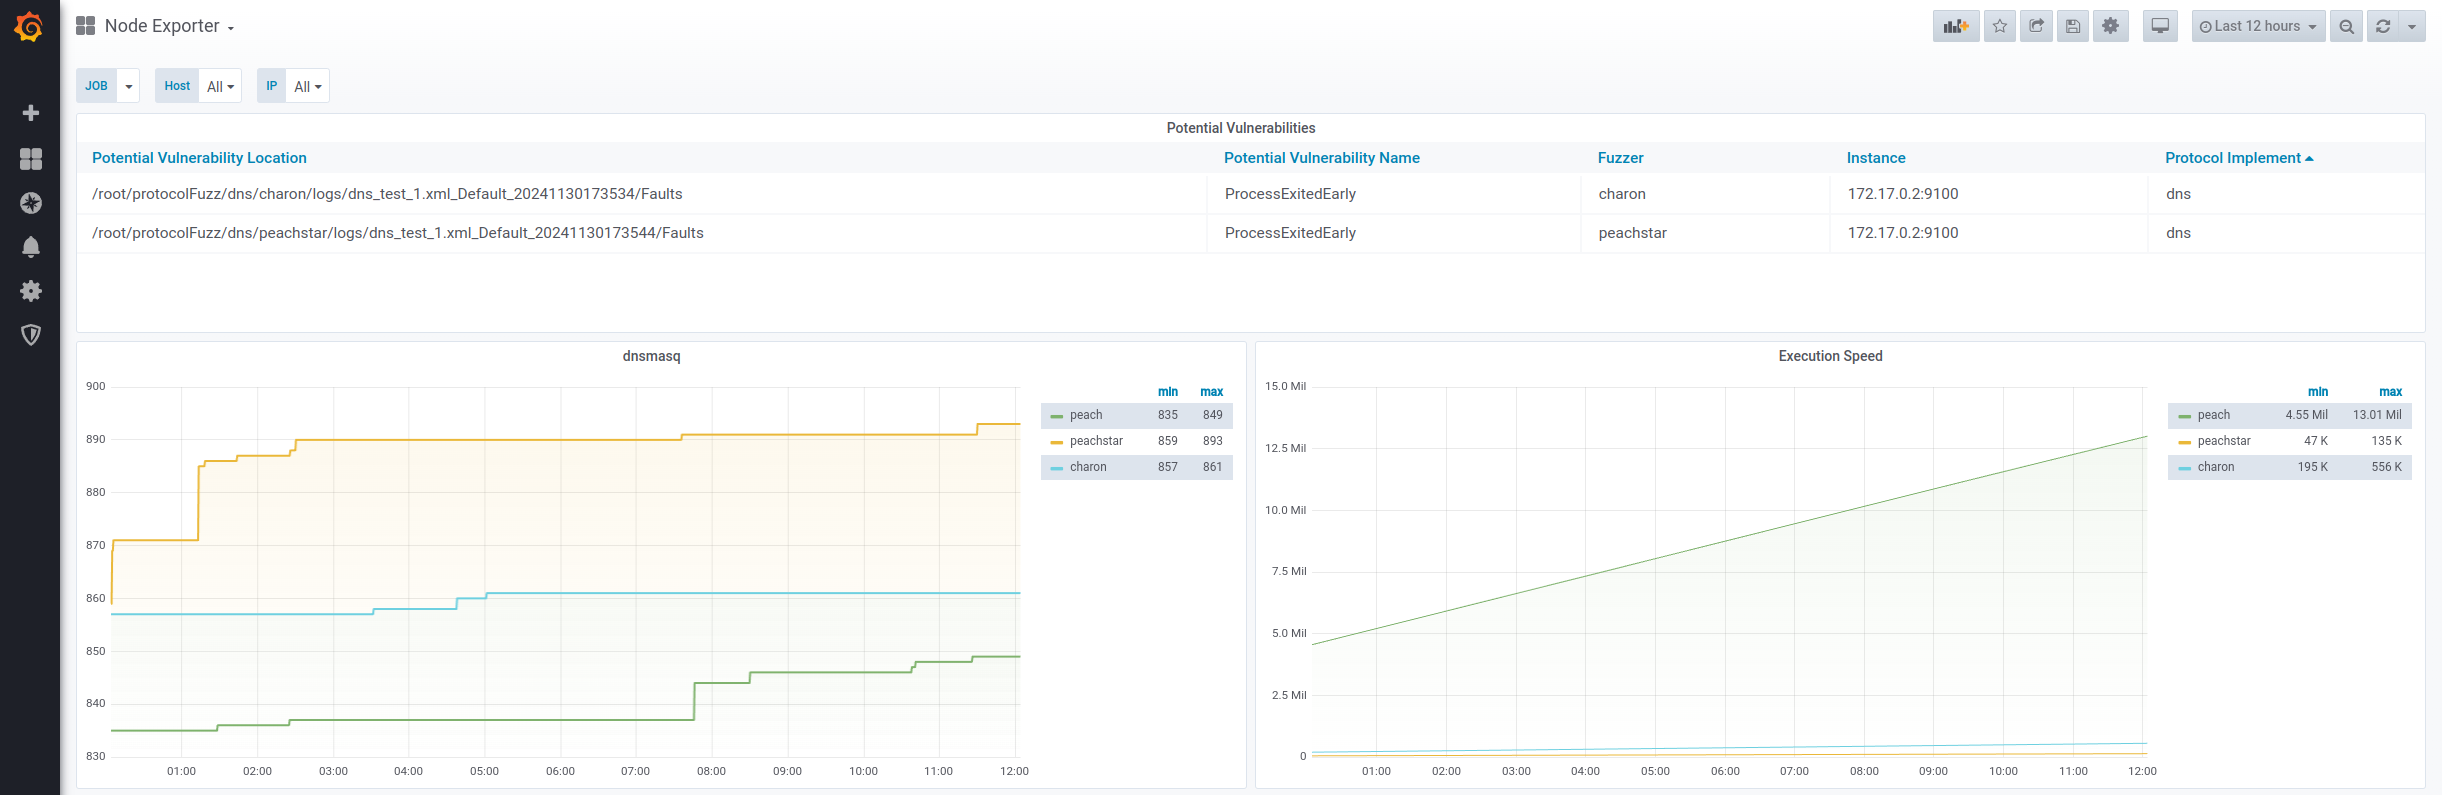 Node Exporter
Last 12 hours
JOB Host All IP All
Potential Vulnerabilities
Potential Vulnerability Location Potential Vulnerability Name Fuzzer Instance Protocol Implement
/root/protocolFuzz/dns/charon/logs/dns_test_1.xml_Default_20241130173534/Faults ProcessExitedEarly charon 172.17.0.2:9100 dns
/root/protocolFuzz/dns/peachstar/logs/dns_test_1.xml_Default_20241130173544/Faults ProcessExitedEarly peachstar 172.17.0.2:9100 dns
dnsmasq
900
890
880
870
860
850
840
830
01:00 02:00 03:00 04:00 05:00 06:00 07:00 08:00 09:00 10:00 11:00 12:00
min max
peach 835 849
peachstar 859 893
charon 857 861
Execution Speed
15.0 Mil
12.5 Mil
10.0 Mil
7.5 Mil
5.0 Mil
2.5 Mil
0
01:00 02:00 03:00 04:00 05:00 06:00 07:00 08:00 09:00 10:00 11:00 12:00
min max
peach 4.55 Mil 13.01 Mil
peachstar 47 K 135 K
charon 195 K 556 K